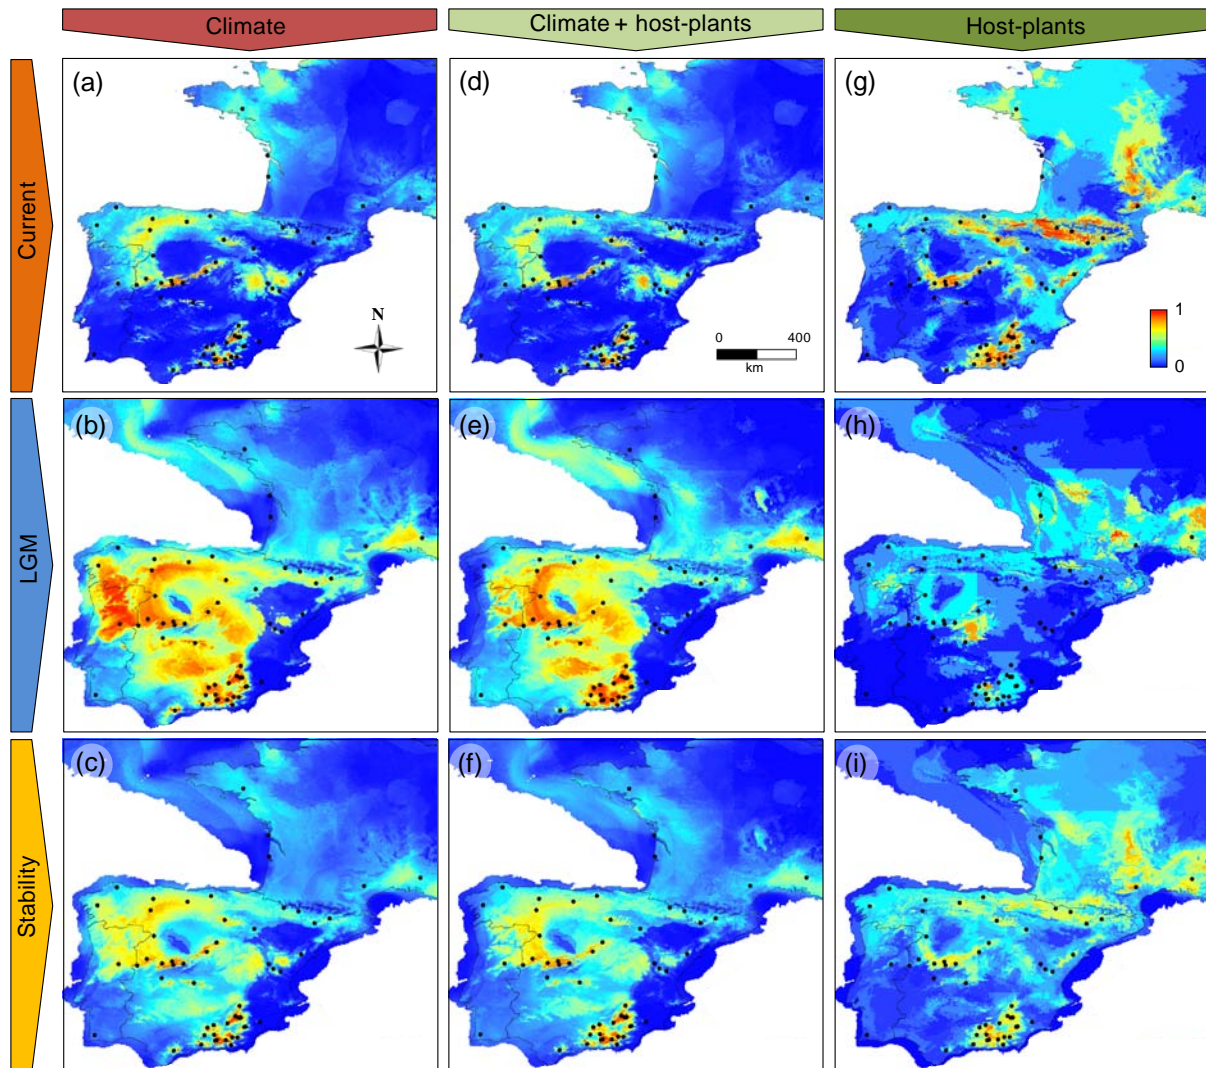 Climate
Climate + host-plants
Host-plants
Current
(a)
(d)
(g)
N
0 400
km
1
0
LGM
(b)
(e)
(h)
Stability
(c)
(f)
(i)